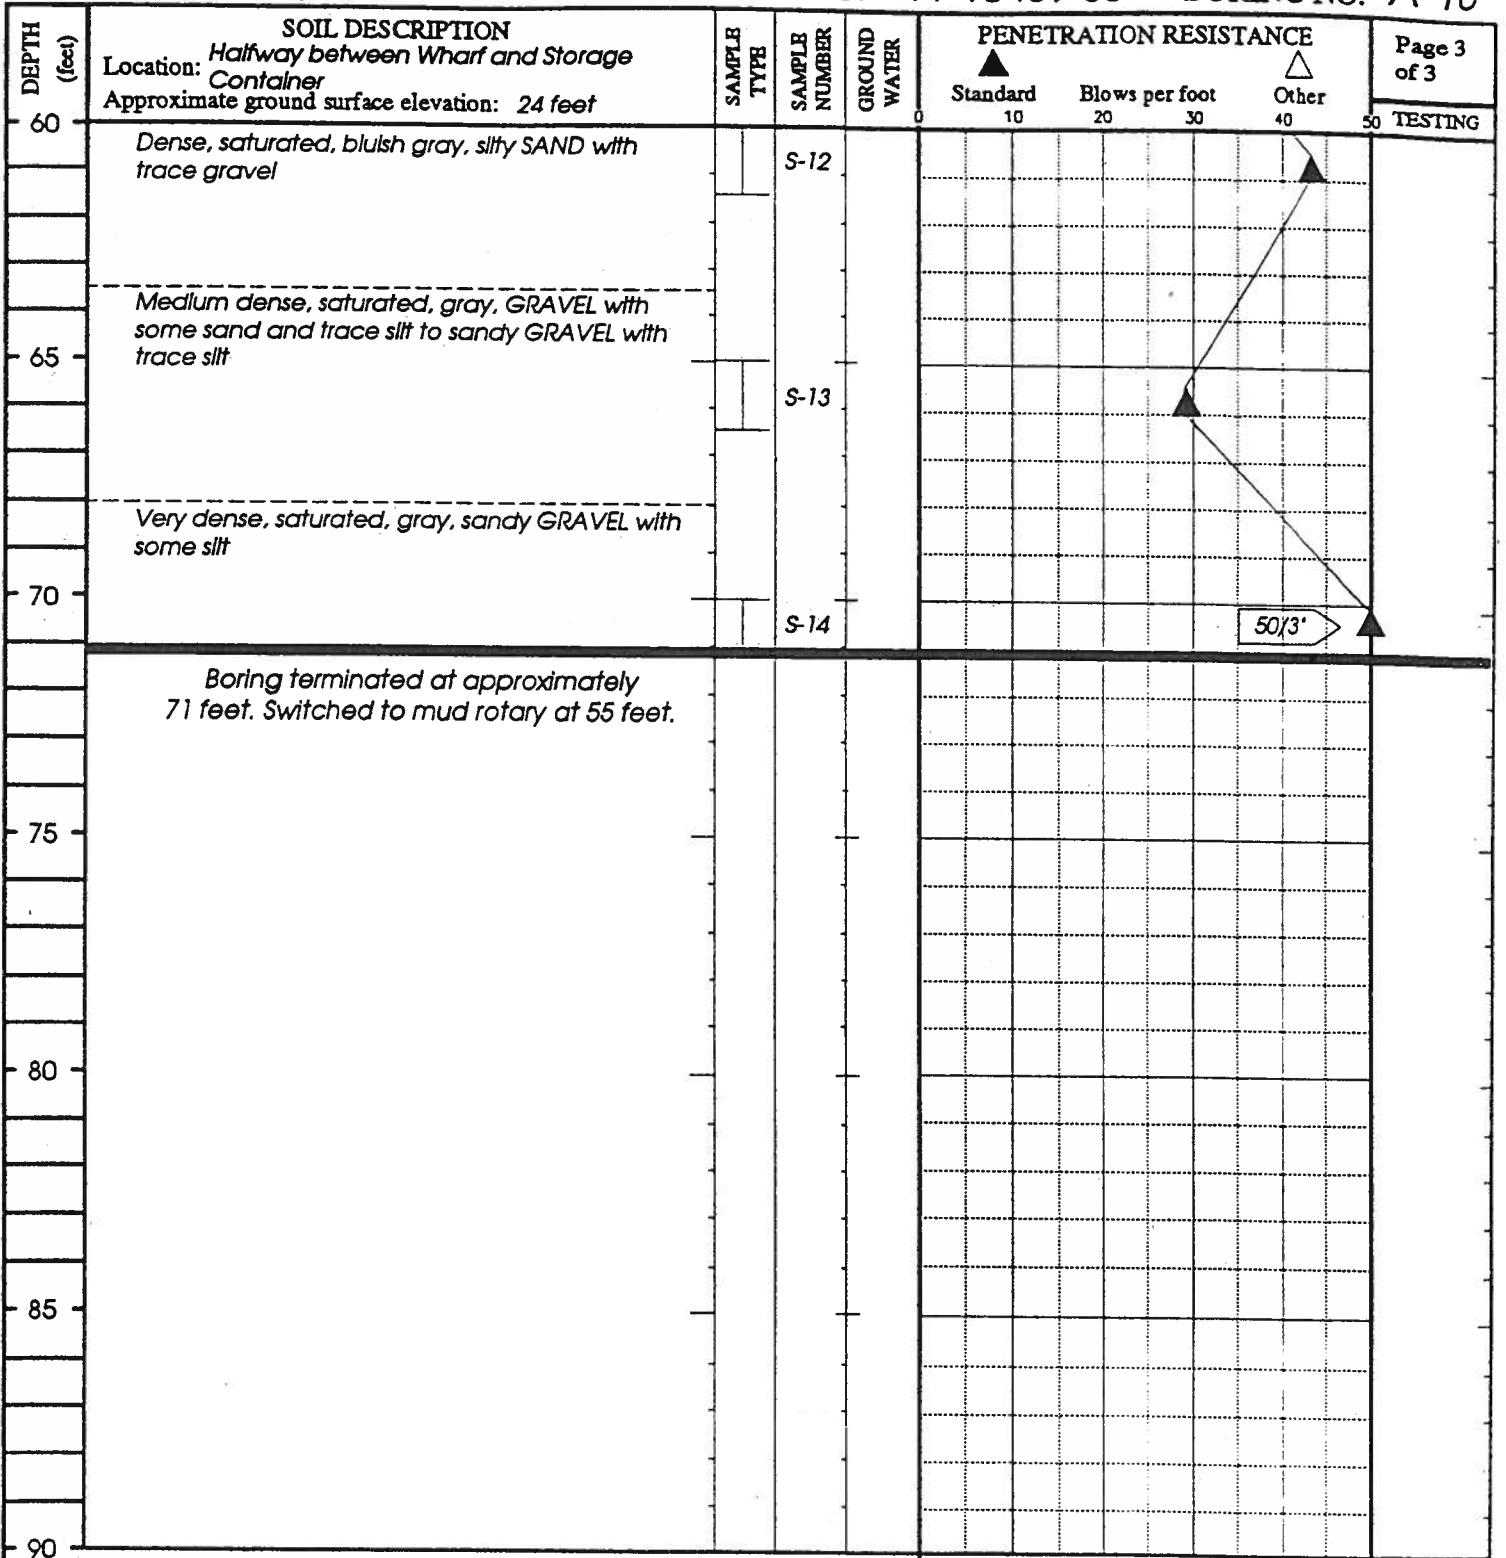 BORING NO.
DEPTH
(feet)
SOIL DESCRIPTION
Location: Halfway between Wharf and Storage
Container
Approximate ground surface elevation: 24 feet
SAMPLE
TYPE
SAMPLE
NUMBER
GROUND
WATER
PENETRATION RESISTANCE
Standard Blows per foot Other
0 10 20 30 40 50
Page 3
of 3
TESTING
60
Dense, saturated, bluish gray, silty SAND with
trace gravel
S-12
Medium dense, saturated, gray, GRAVEL with
some sand and trace silt to sandy GRAVEL with
trace silt
65
S-13
Very dense, saturated, gray, sandy GRAVEL with
some silt
70
S-14
50/3"
Boring terminated at approximately
71 feet. Switched to mud rotary at 55 feet.
75
80
85
90